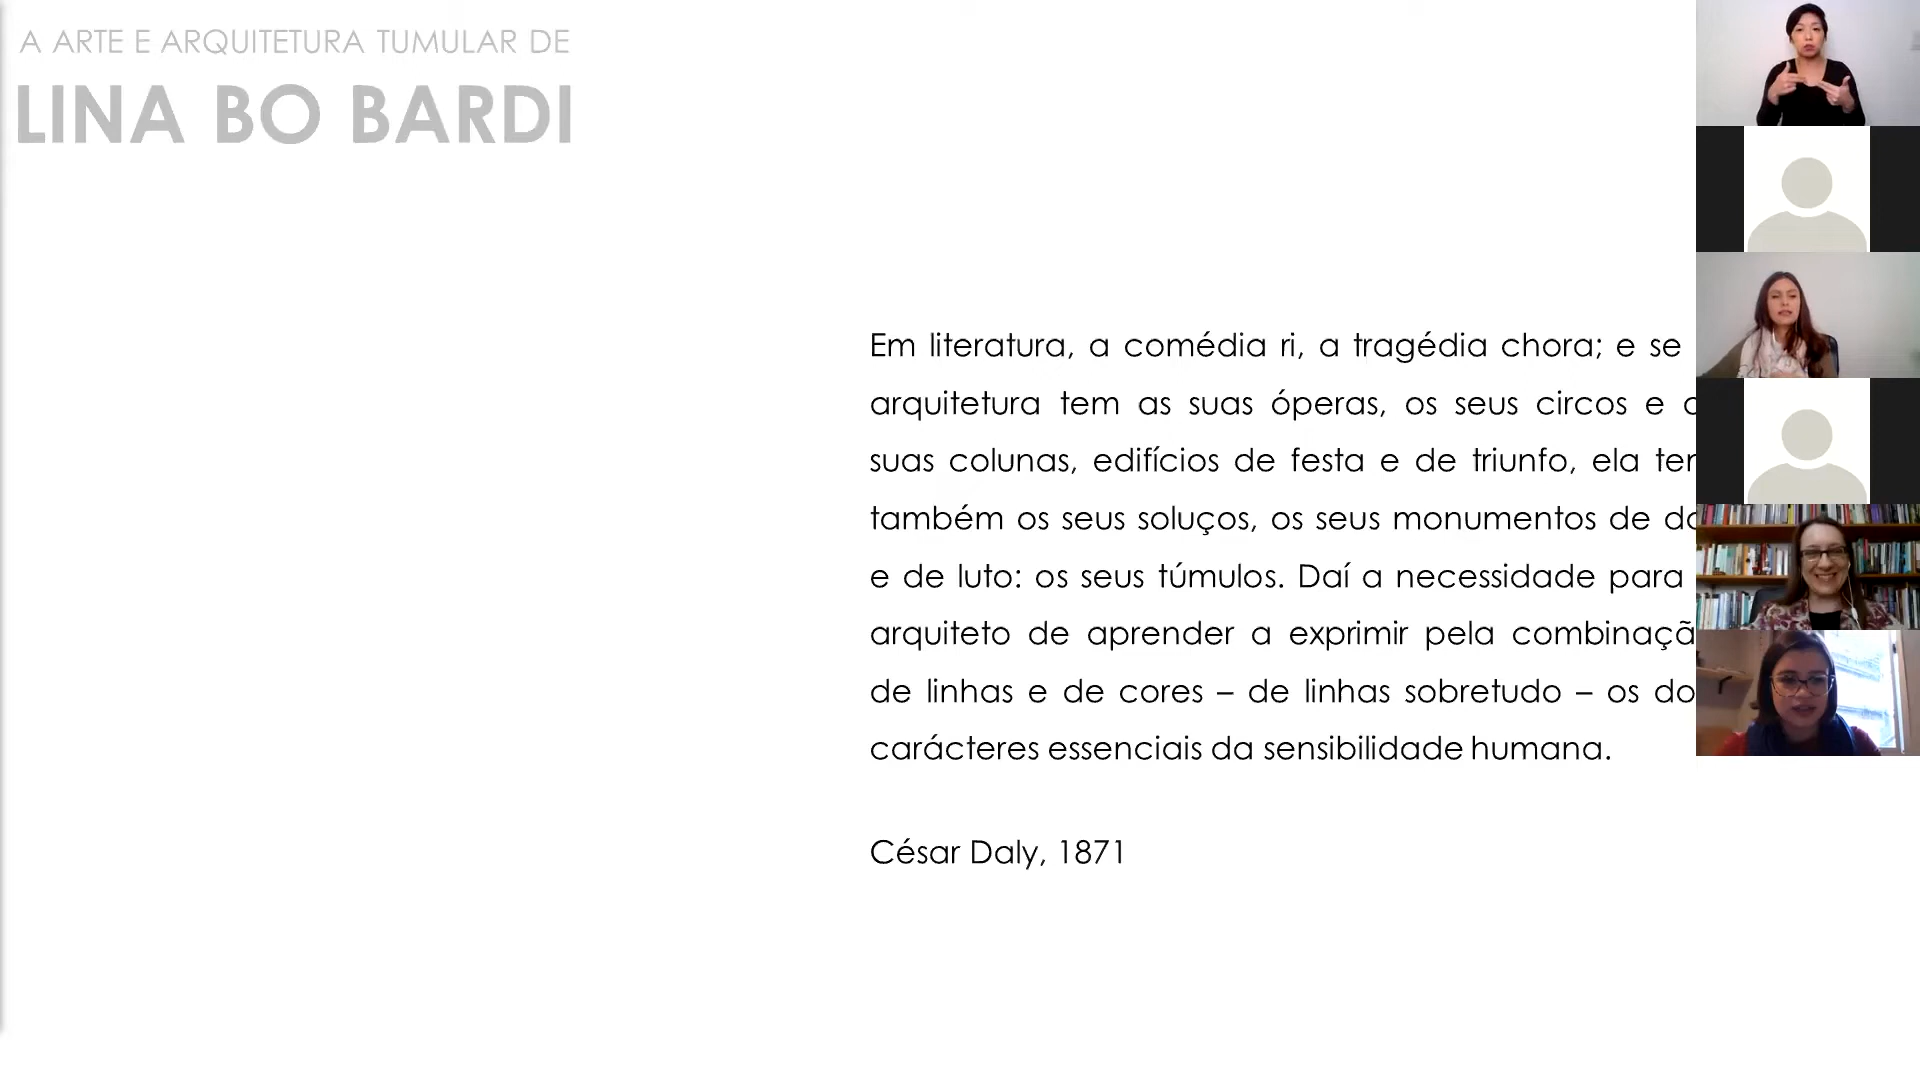 A ARTE E ARQUITETURA TUMULAR DE
LINA BO BARDI
Em literatura, a comédia ri, a tragédia chora; e se
arquitetura tem as suas óperas, os seus circos e
suas colunas, edifícios de festa e de triunfo, ela
também os seus soluços, os seus monumentos de
e de luto: os seus túmulos. Daí a necessidade para
arquiteto de aprender a exprimir pela
de linhas e de cores – de linhas sobretudo – os
carácteres essenciais da sensibilidade humana.
César Daly, 1871